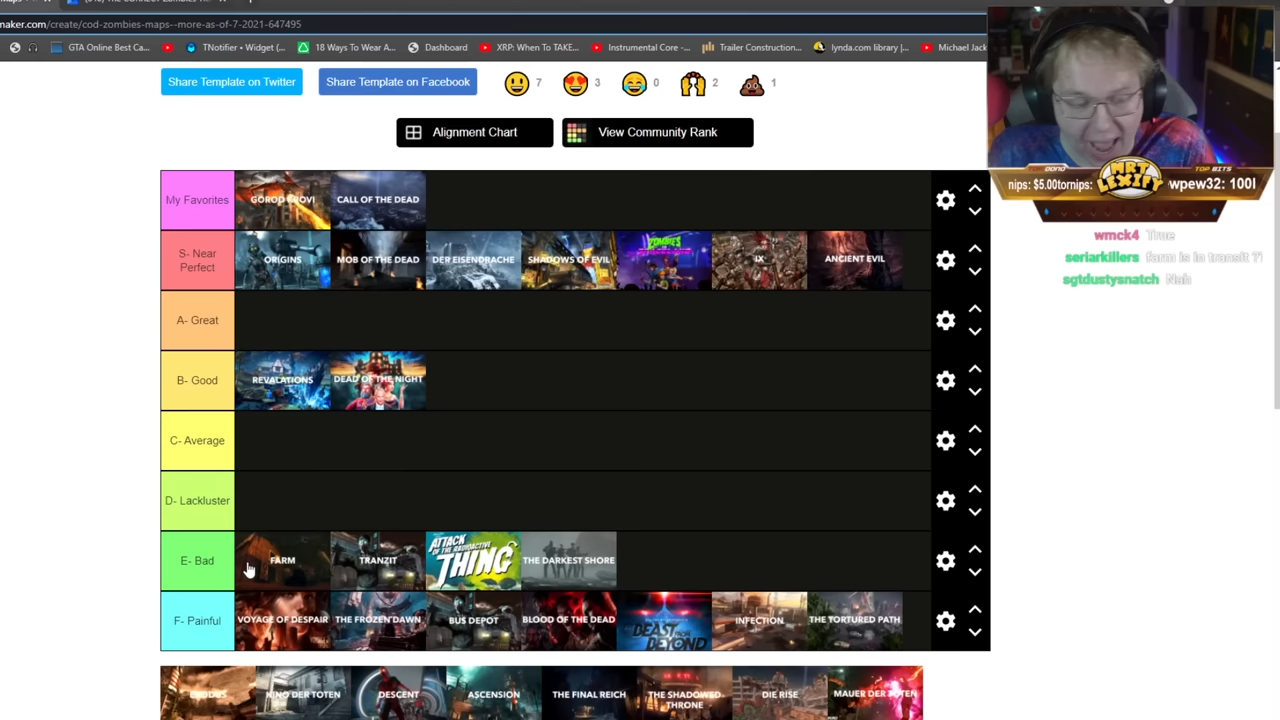 maker.com/create/cod-zombies-maps--more-as-of-7-2021-647495
GTA Online Best Ca... TNotifier • Widget (... 18 Ways To Wear A... Dashboard XRP: When To TAKE... Instrumental Core -... Trailer Construction... lynda.com library |... Michael Jack
Share Template on Twitter Share Template on Facebook 7 3 0 2 1
Alignment Chart View Community Rank
nips: $5.00tornips: MRT LEXIFY TOP BITS wpew32: 100
wmck4 True
seriarkillers farm is in transit ?!
sgtdustysnatch Nah
My Favorites GOROD KROVI CALL OF THE DEAD
S- Near Perfect ORIGINS MOB OF THE DEAD DER EISENDRACHE SHADOWS OF EVIL ZOMBIES IX ANCIENT EVIL
A- Great
B- Good REVALATIONS DEAD OF THE NIGHT
C- Average
D- Lackluster
E- Bad FARM TRANZIT ATTACK OF THE RADIOACTIVE THING THE DARKEST SHORE
F- Painful VOYAGE OF DESPAIR THE FROZEN DAWN BUS DEPOT BLOOD OF THE DEAD BEAST FROM BEYOND INFECTION THE TORTURED PATH
EXODUS KINO DER TOTEN DESCENT ASCENSION THE FINAL REICH THE SHADOWED THRONE DIE RISE MAUER DER TOTEN